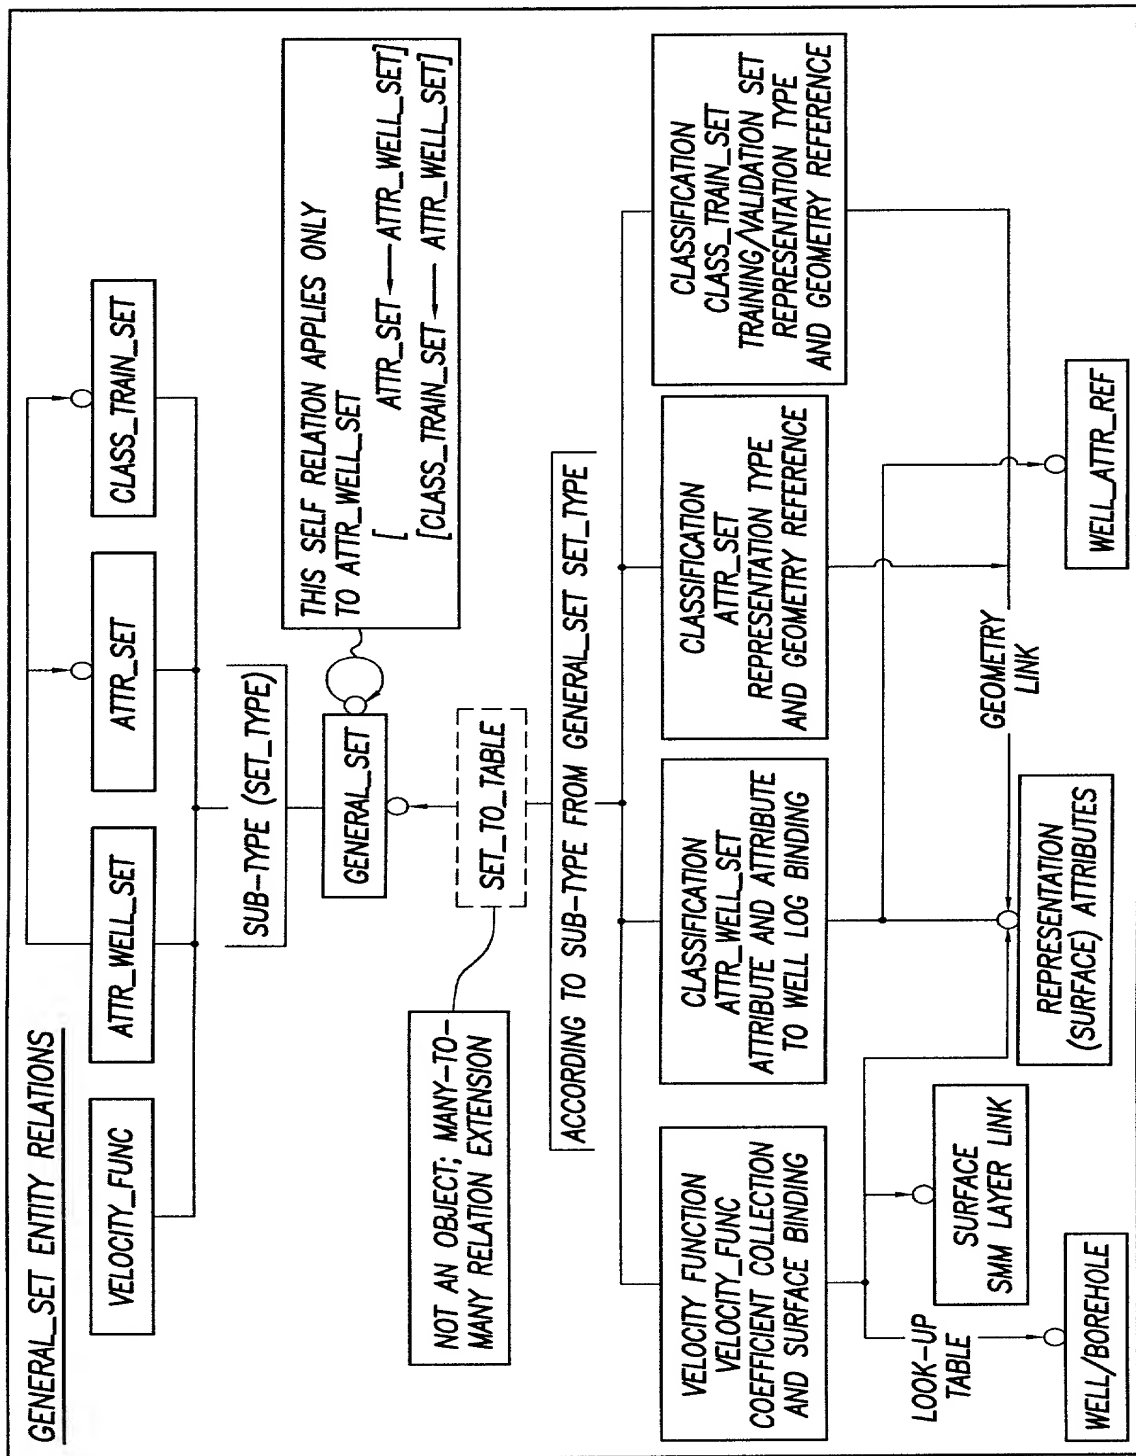 GENERAL_SET ENTITY RELATIONS
VELOCITY_FUNC
ATTR_WELL_SET
ATTR_SET
CLASS_TRAIN_SET
SUB-TYPE (SET_TYPE)
GENERAL_SET
THIS SELF RELATION APPLIES ONLY
TO ATTR_WELL_SET
[ ATTR_SET ← ATTR_WELL_SET]
[CLASS_TRAIN_SET ← ATTR_WELL_SET]
NOT AN OBJECT; MANY-TO-
MANY RELATION EXTENSION
SET_TO_TABLE
ACCORDING TO SUB-TYPE FROM GENERAL_SET SET_TYPE
VELOCITY FUNCTION
VELOCITY_FUNC
COEFFICIENT COLLECTION
AND SURFACE BINDING
CLASSIFICATION
ATTR_WELL_SET
ATTRIBUTE AND ATTRIBUTE
TO WELL LOG BINDING
CLASSIFICATION
ATTR_SET
REPRESENTATION TYPE
AND GEOMETRY REFERENCE
CLASSIFICATION
CLASS_TRAIN_SET
TRAINING/VALIDATION SET
REPRESENTATION TYPE
AND GEOMETRY REFERENCE
LOOK-UP
TABLE
SURFACE
SMM LAYER LINK
GEOMETRY
LINK
REPRESENTATION
(SURFACE) ATTRIBUTES
WELL/BOREHOLE
WELL_ATTR_REF